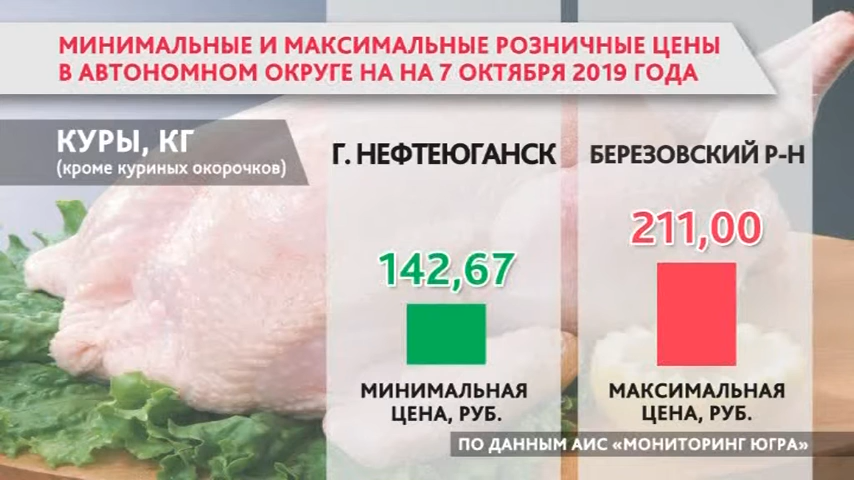 МИНИМАЛЬНЫЕ И МАКСИМАЛЬНЫЕ РОЗНИЧНЫЕ ЦЕНЫ
В АВТОНОМНОМ ОКРУГЕ НА НА 7 ОКТЯБРЯ 2019 ГОДА
КУРЫ, КГ
(кроме куриных окорочков)
Г. НЕФТЕЮГАНСК
БЕРЕЗОВСКИЙ Р-Н
142,67
211,00
МИНИМАЛЬНАЯ
ЦЕНА, РУБ.
МАКСИМАЛЬНАЯ
ЦЕНА, РУБ.
ПО ДАННЫМ АИС «МОНИТОРИНГ ЮГРА»